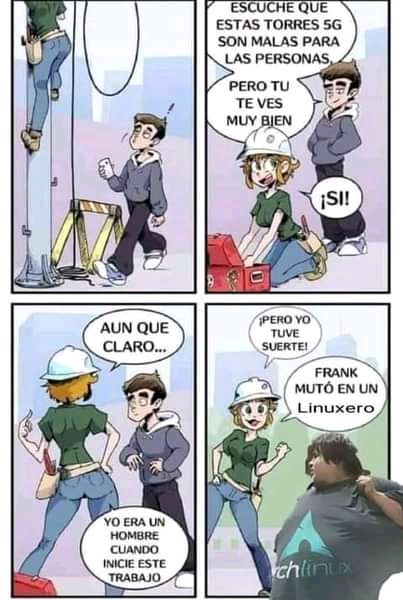 ESCUCHE QUE
ESTAS TORRES 5G
SON MALAS PARA
LAS PERSONAS,
PERO TU
TE VES
MUY BIEN
¡SI!
AUN QUE
CLARO...
YO ERA UN
HOMBRE
CUANDO
INICIE ESTE
TRABAJO
¡PERO YO
TUVE
SUERTE!
FRANK
MUTÓ EN UN
Linuxero
rchlinux